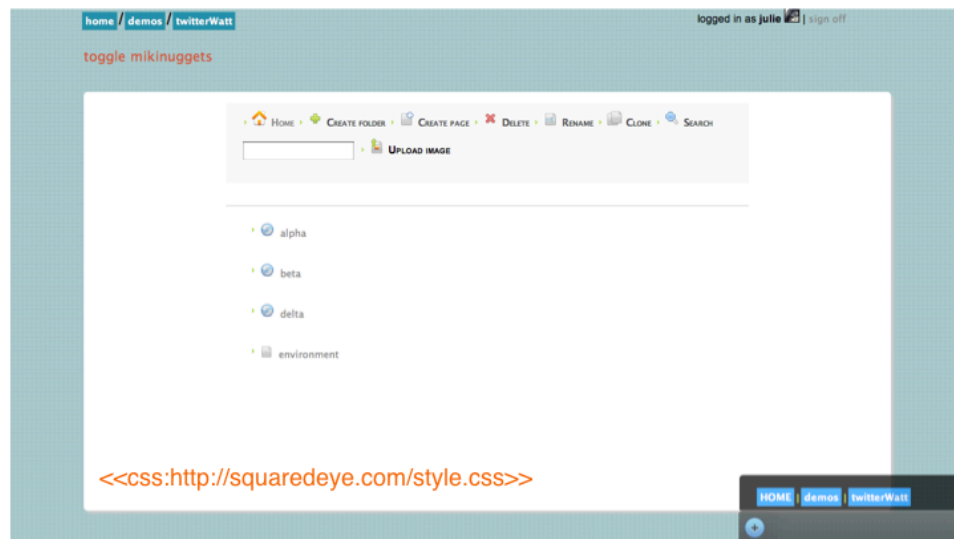 home / demos / twitterWatt
logged in as julie | sign off
toggle mikinuggets
HOME CREATE FOLDER CREATE PAGE DELETE RENAME CLONE SEARCH
UPLOAD IMAGE
alpha
beta
delta
environment
<<css:http://squaredeye.com/style.css>>
HOME | demos | twitterWatt